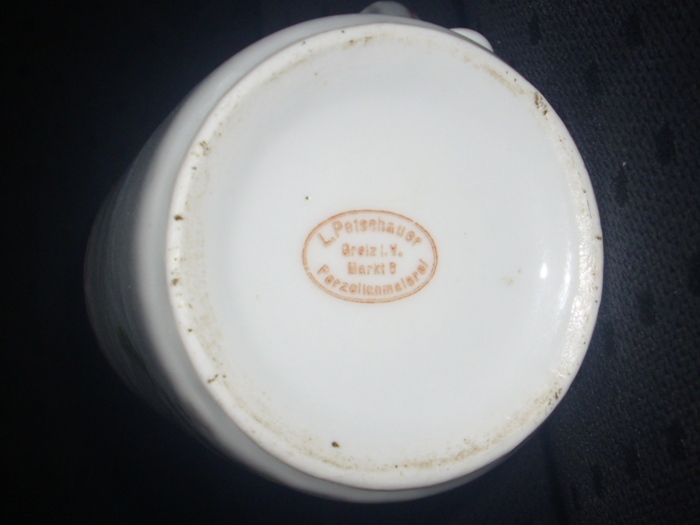 L. Petschauer
Greiz i. V.
Markt 9
Porzellanmalerei